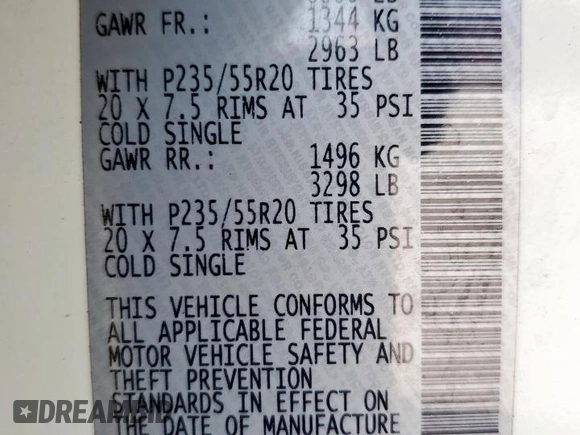 GAWR FR.: 1344 KG
2963 LB
WITH P235/55R20 TIRES
20 X 7.5 RIMS AT 35 PSI
COLD SINGLE
GAWR RR.: 1496 KG
3298 LB
WITH P235/55R20 TIRES
20 X 7.5 RIMS AT 35 PSI
COLD SINGLE
THIS VEHICLE CONFORMS TO
ALL APPLICABLE FEDERAL
MOTOR VEHICLE SAFETY AND
THEFT PREVENTION
STANDARDS IN EFFECT ON
THE DATE OF MANUFACTURE